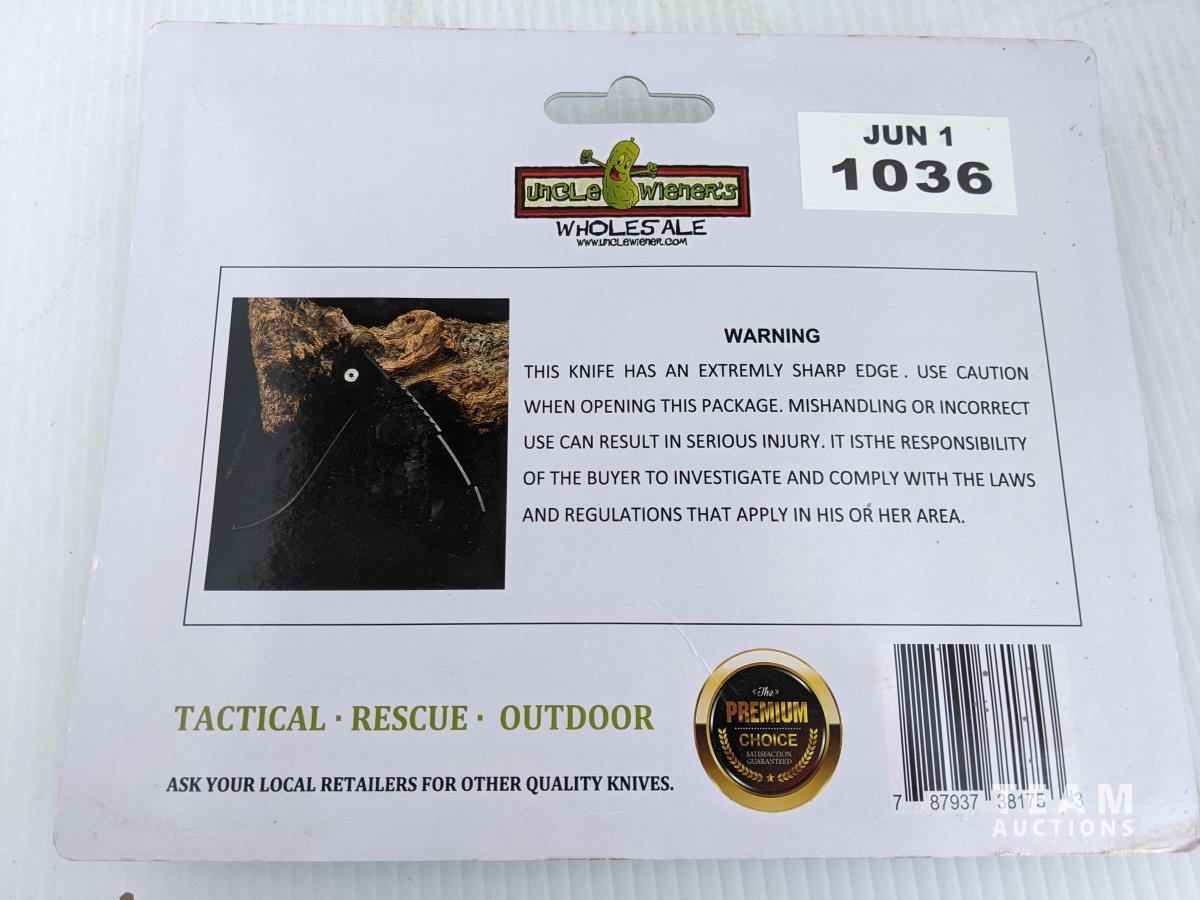 JUN 1
1036
UNCLE WIENER'S
WHOLESALE
WWW.UNCLEWIENER.COM
WARNING
THIS KNIFE HAS AN EXTREMLY SHARP EDGE . USE CAUTION
WHEN OPENING THIS PACKAGE. MISHANDLING OR INCORRECT
USE CAN RESULT IN SERIOUS INJURY. IT ISTHE RESPONSIBILITY
OF THE BUYER TO INVESTIGATE AND COMPLY WITH THE LAWS
AND REGULATIONS THAT APPLY IN HIS OR HER AREA.
TACTICAL · RESCUE · OUTDOOR
ASK YOUR LOCAL RETAILERS FOR OTHER QUALITY KNIVES.
The
PREMIUM
CHOICE
SATISFACTION
GUARANTEED
7 87937 38175 3
TEAM
AUCTIONS